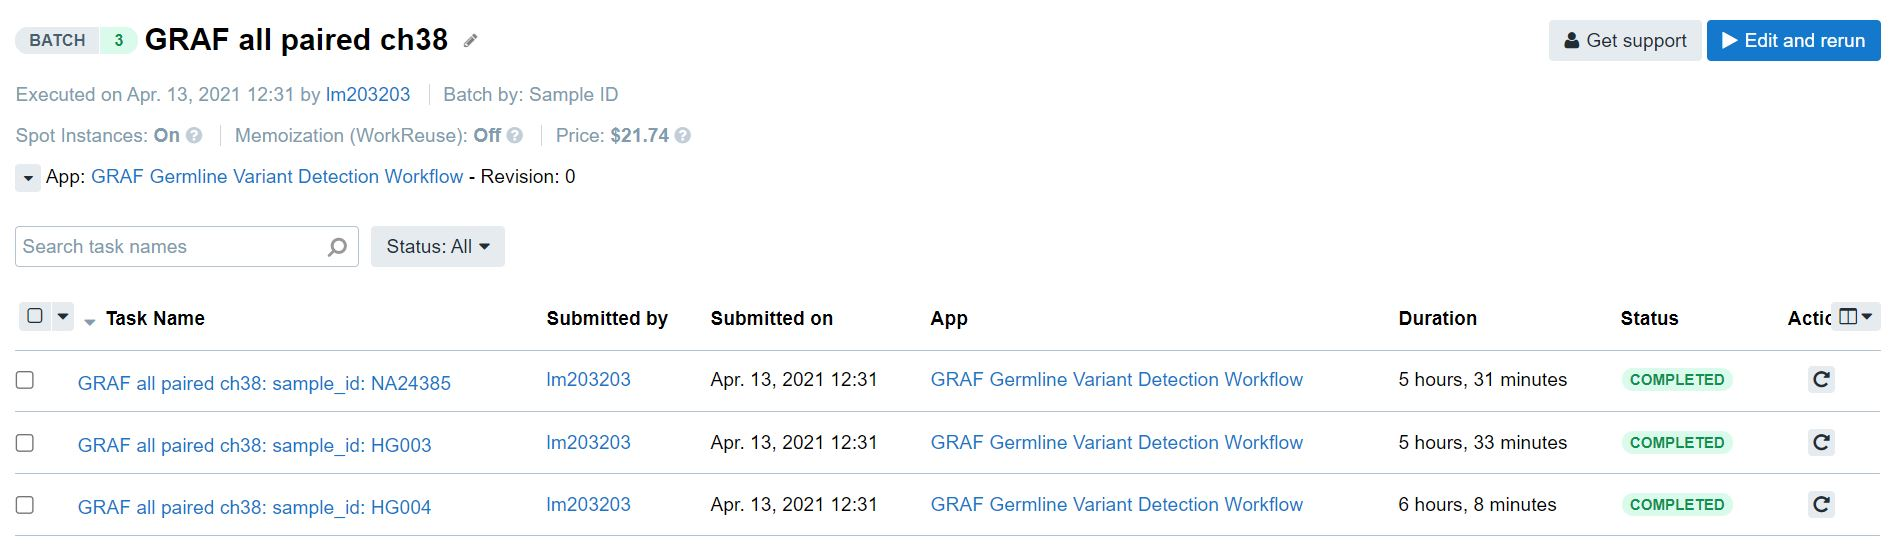 BATCH 3 GRAF all paired ch38
Get support
Edit and rerun
Executed on Apr. 13, 2021 12:31 by lm203203 Batch by: Sample ID
Spot Instances: On ? Memoization (WorkReuse): Off ? Price: $21.74 ?
App: GRAF Germline Variant Detection Workflow - Revision: 0
Search task names
Status: All
Task Name Submitted by Submitted on App Duration Status Actic
GRAF all paired ch38: sample_id: NA24385 lm203203 Apr. 13, 2021 12:31 GRAF Germline Variant Detection Workflow 5 hours, 31 minutes COMPLETED
GRAF all paired ch38: sample_id: HG003 lm203203 Apr. 13, 2021 12:31 GRAF Germline Variant Detection Workflow 5 hours, 33 minutes COMPLETED
GRAF all paired ch38: sample_id: HG004 lm203203 Apr. 13, 2021 12:31 GRAF Germline Variant Detection Workflow 6 hours, 8 minutes COMPLETED